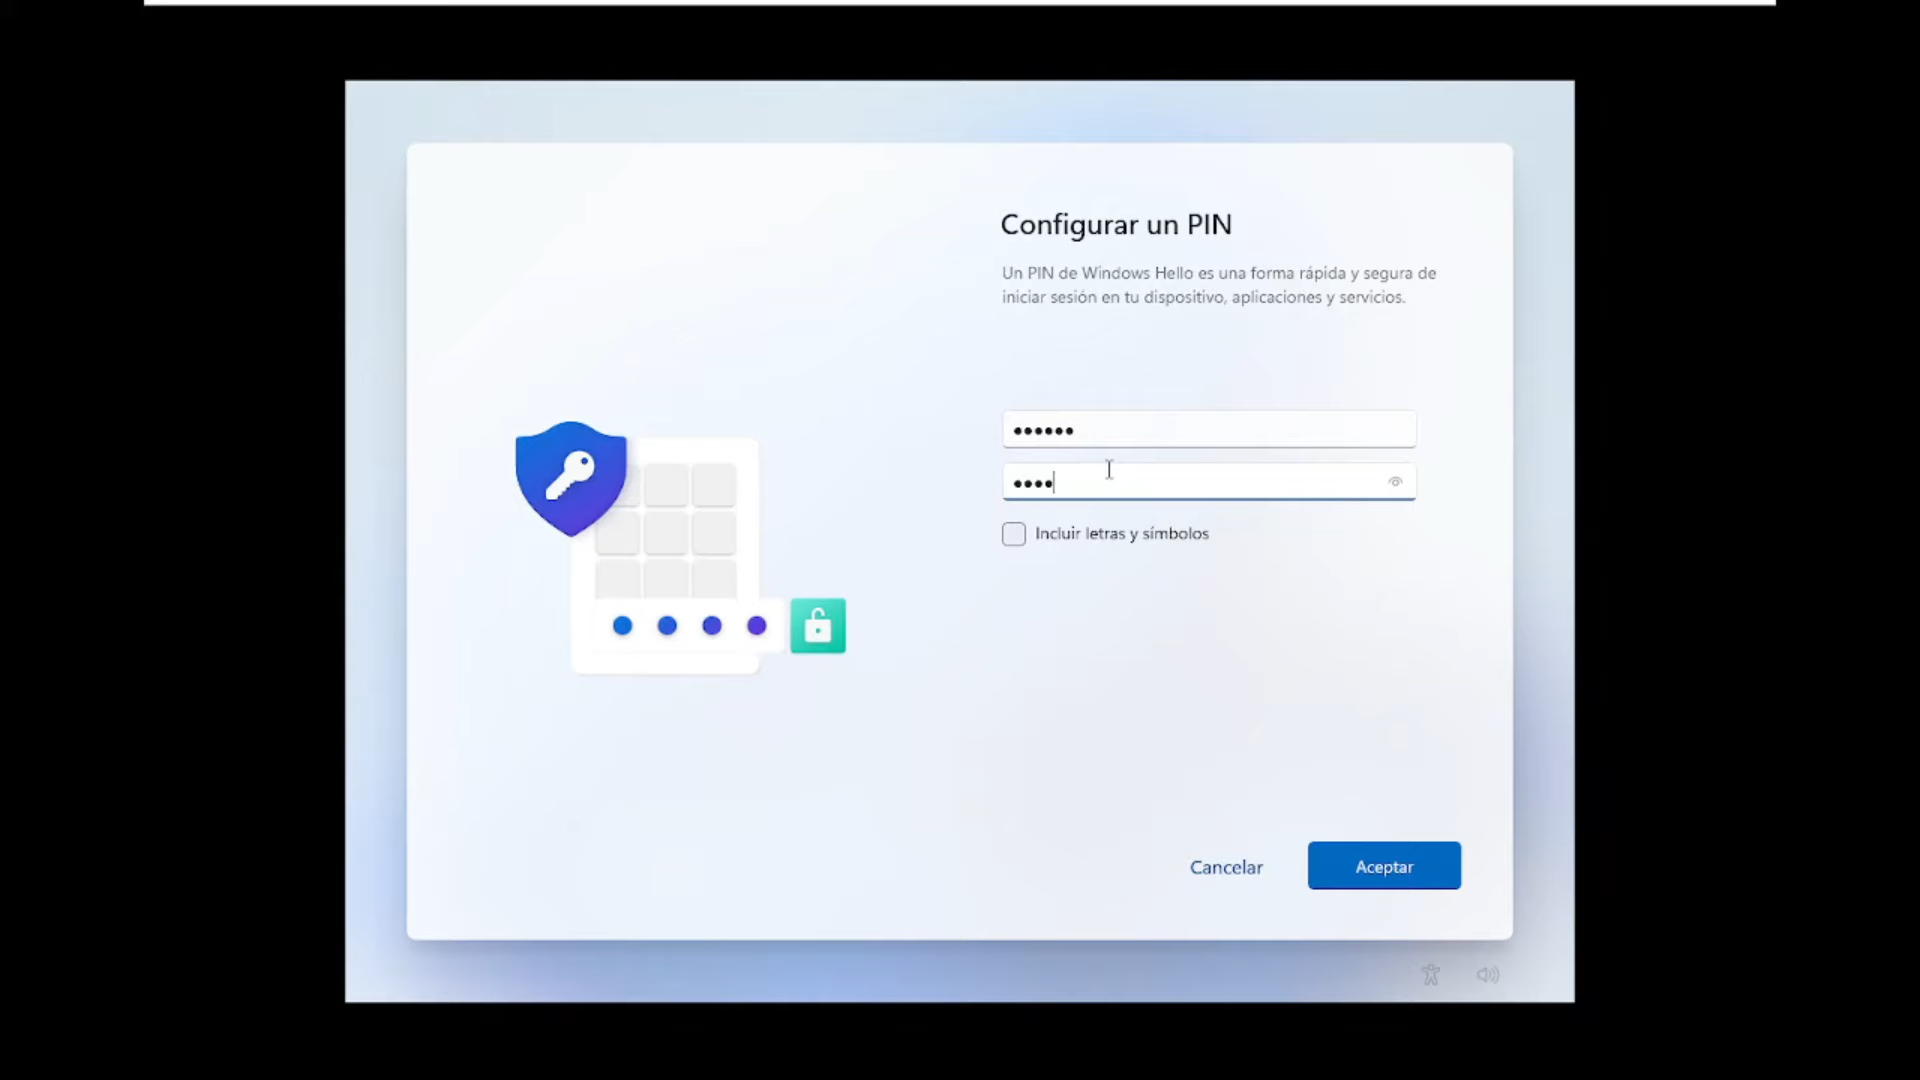 Configurar un PIN
Un PIN de Windows Hello es una forma rápida y segura de
iniciar sesión en tu dispositivo, aplicaciones y servicios.
••••••
••••
Incluir letras y símbolos
Cancelar
Aceptar